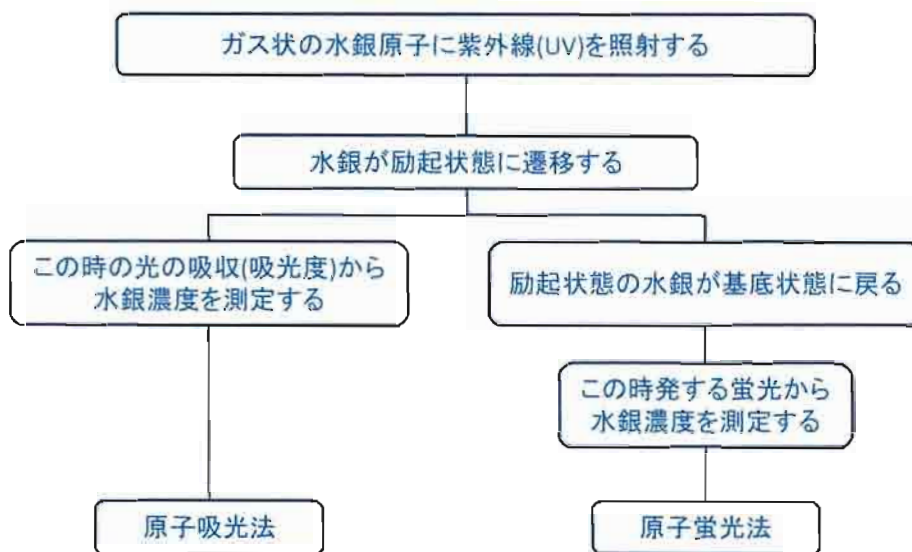 ガス状の水銀原子に紫外線(UV)を照射する
水銀が励起状態に遷移する
この時の光の吸収(吸光度)から
水銀濃度を測定する
励起状態の水銀が基底状態に戻る
この時発する蛍光から
水銀濃度を測定する
原子吸光法
原子蛍光法